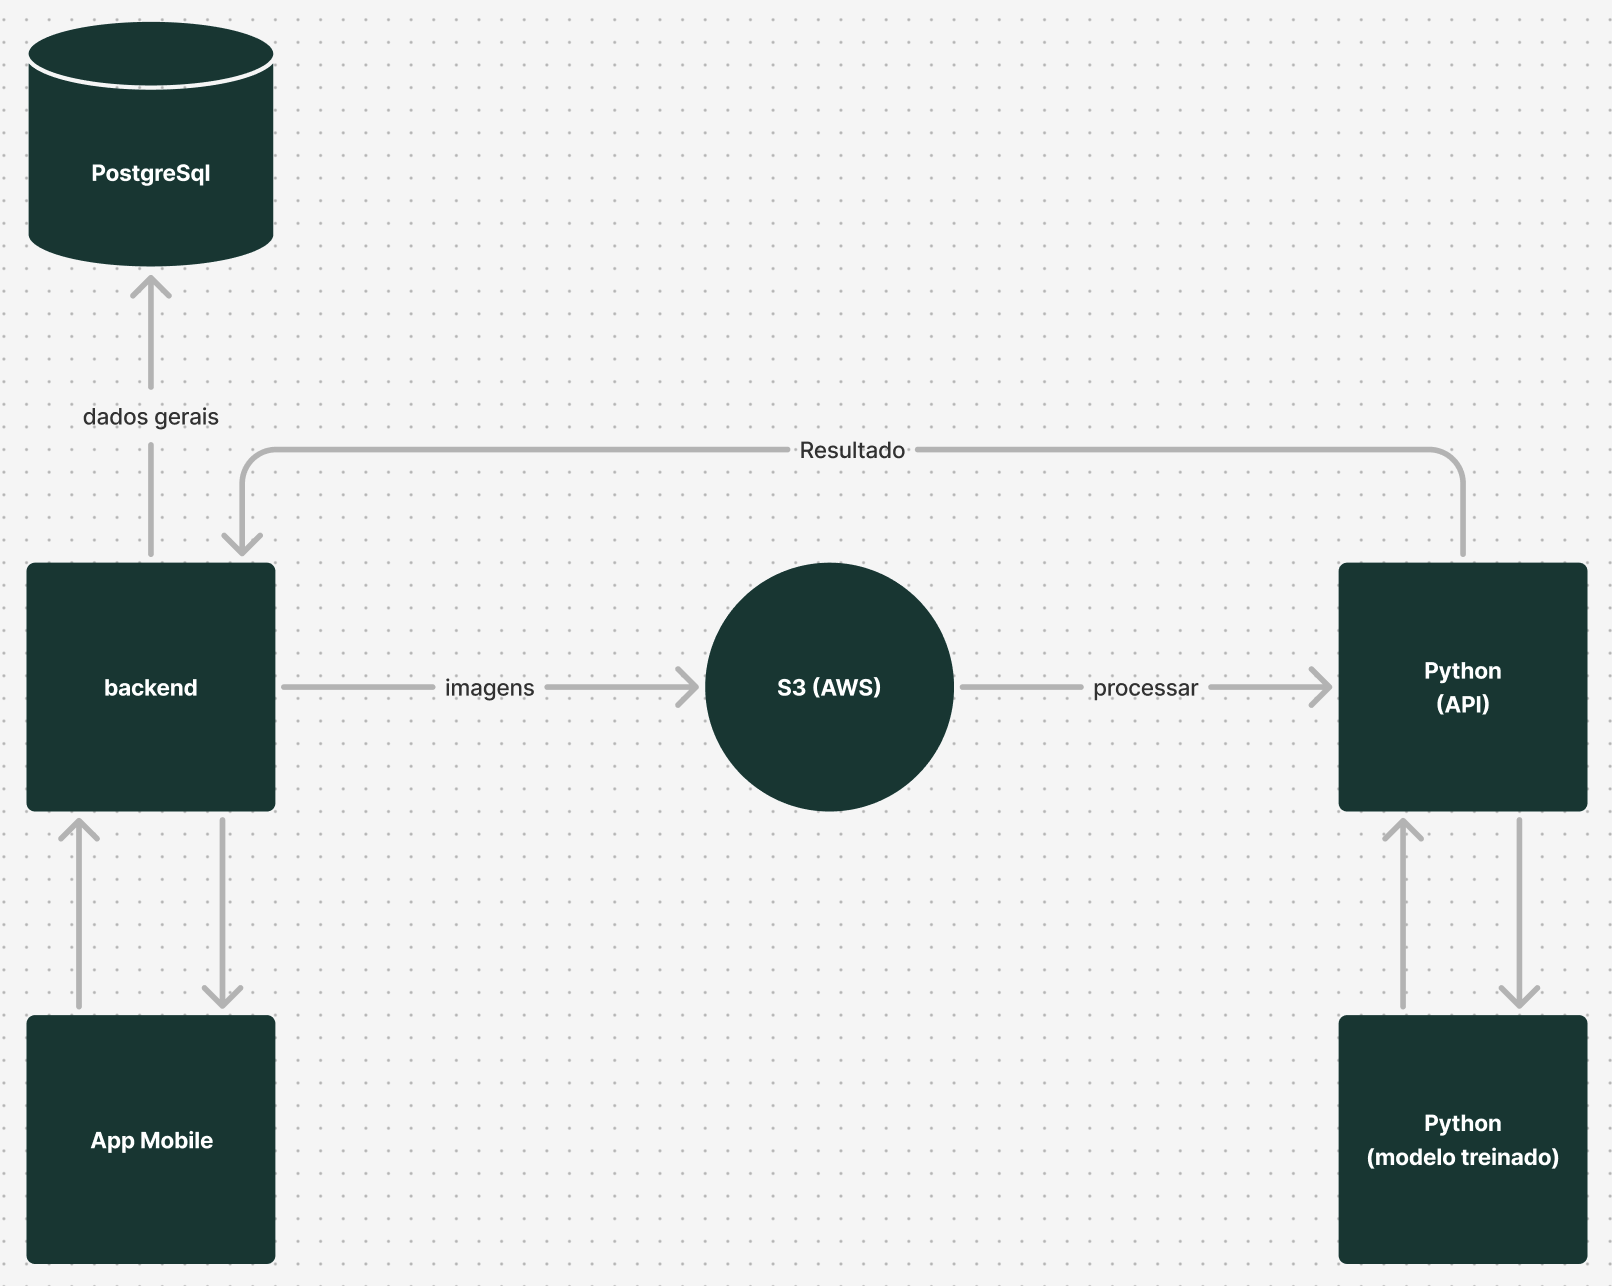 PostgreSql
dados gerais
Resultado
backend
imagens
S3 (AWS)
processar
Python
(API)
App Mobile
Python
(modelo treinado)